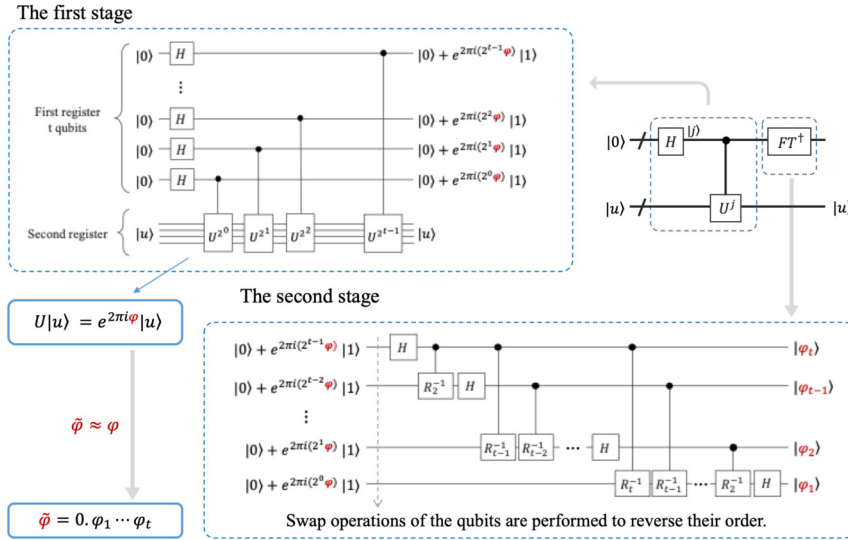 The first stage
|0⟩ H |0⟩ + e^{2πi(2^{t−1}φ)} |1⟩
⋮
First register
t qubits
|0⟩ H |0⟩ + e^{2πi(2^2φ)} |1⟩
|0⟩ H |0⟩ + e^{2πi(2^1φ)} |1⟩
|0⟩ H |0⟩ + e^{2πi(2^0φ)} |1⟩
Second register |u⟩ U^{2^0} U^{2^1} U^{2^2} U^{2^{t−1}} |u⟩
|0⟩ H |j⟩ FT^†
|u⟩ U^j |u⟩
U|u⟩ = e^{2πiφ}|u⟩
φ̃ ≈ φ
φ̃ = 0. φ₁ ⋯ φ_t
The second stage
|0⟩ + e^{2πi(2^{t−1}φ)} |1⟩ H |φ_t⟩
|0⟩ + e^{2πi(2^{t−2}φ)} |1⟩ R_2^{−1} H |φ_{t−1}⟩
⋮
|0⟩ + e^{2πi(2^1φ)} |1⟩ R_{t−1}^{−1} R_{t−2}^{−1} ⋯ H |φ_2⟩
|0⟩ + e^{2πi(2^0φ)} |1⟩ R_t^{−1} R_{t−1}^{−1} ⋯ R_2^{−1} H |φ_1⟩
Swap operations of the qubits are performed to reverse their order.